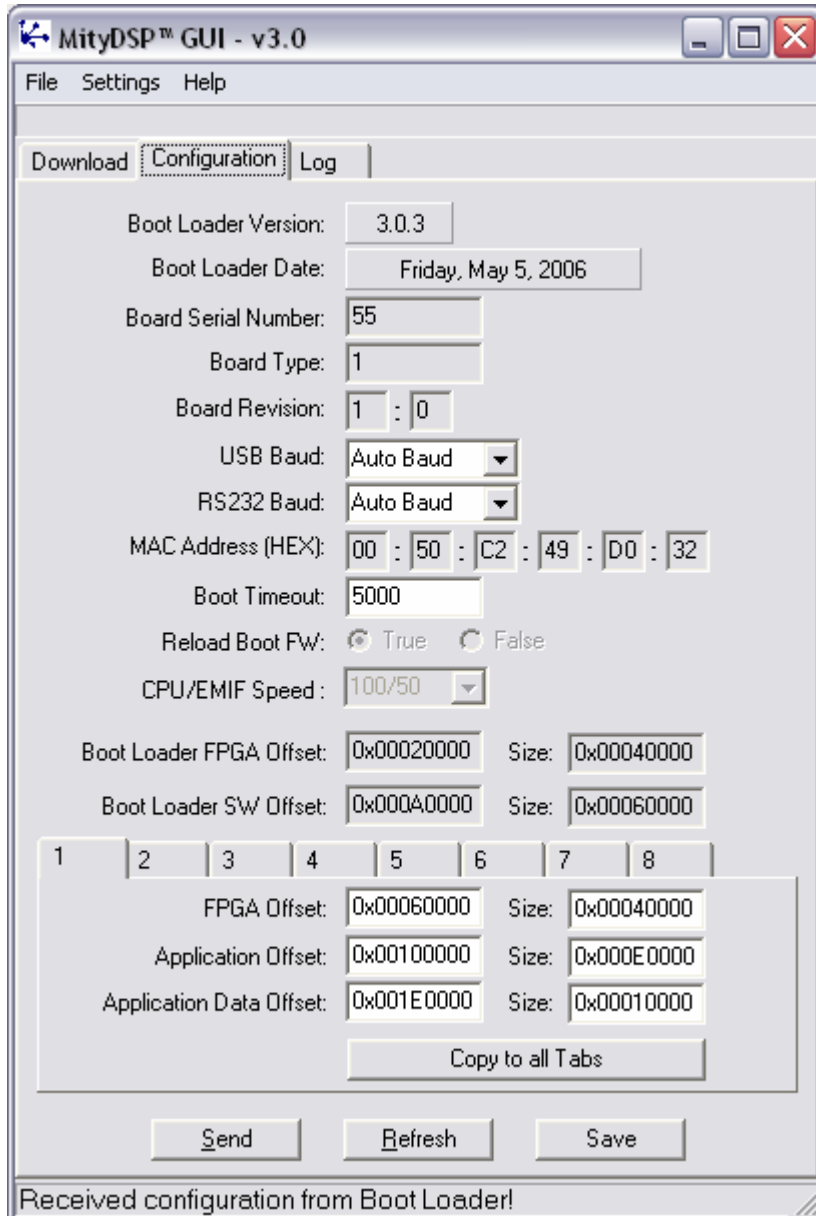 MityDSP™ GUI - v3.0
File Settings Help
Download Configuration Log
Boot Loader Version: 3.0.3
Boot Loader Date: Friday, May 5, 2006
Board Serial Number: 55
Board Type: 1
Board Revision: 1 : 0
USB Baud: Auto Baud
RS232 Baud: Auto Baud
MAC Address (HEX): 00 : 50 : C2 : 49 : D0 : 32
Boot Timeout: 5000
Reload Boot FW: True False
CPU/EMIF Speed : 100/50
Boot Loader FPGA Offset: 0x00020000 Size: 0x00040000
Boot Loader SW Offset: 0x000A0000 Size: 0x00060000
1 2 3 4 5 6 7 8
FPGA Offset: 0x00060000 Size: 0x00040000
Application Offset: 0x00100000 Size: 0x000E0000
Application Data Offset: 0x001E0000 Size: 0x00010000
Copy to all Tabs
Send Refresh Save
Received configuration from Boot Loader!